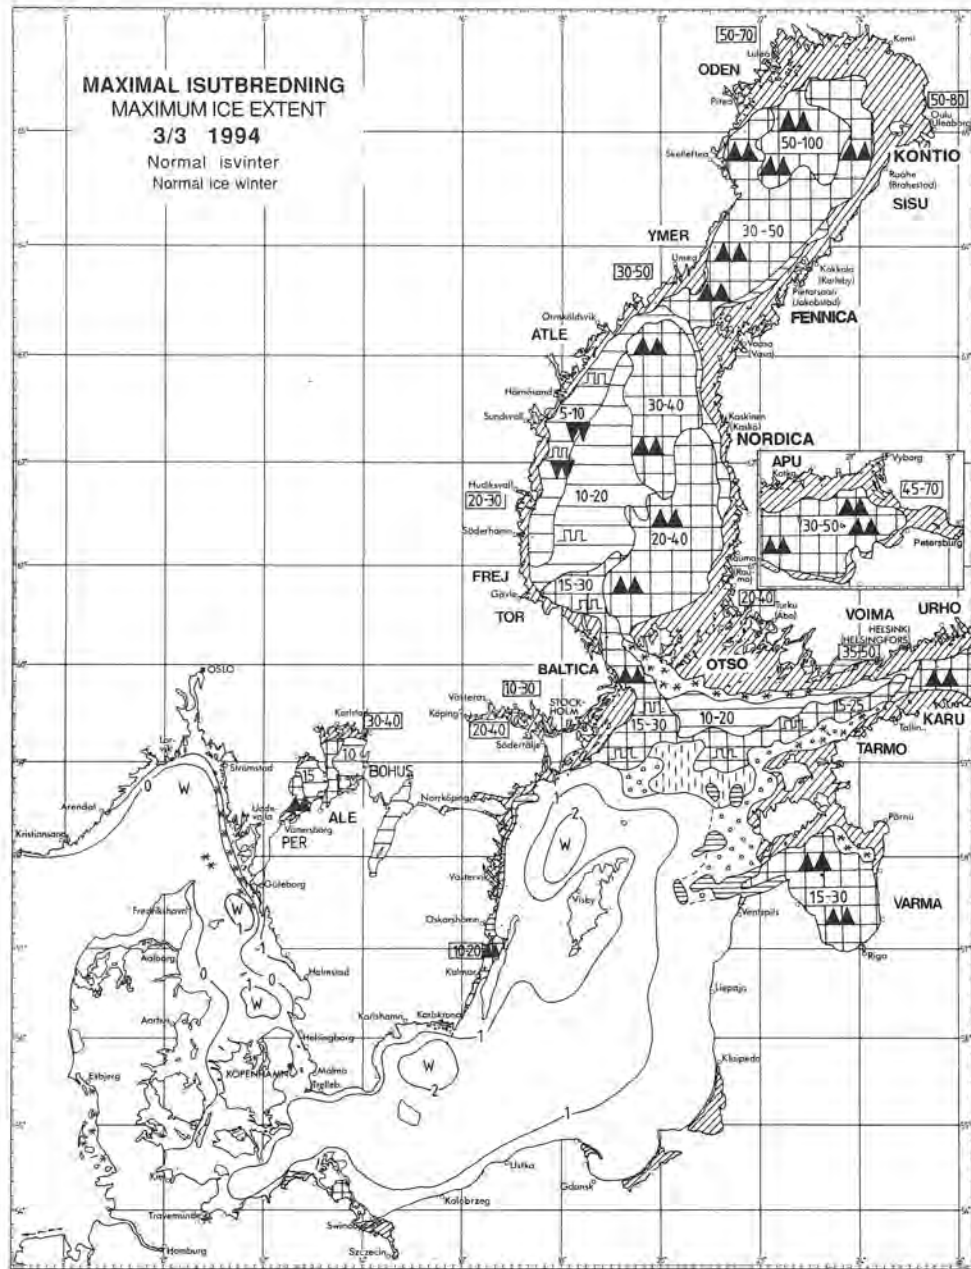 MAXIMAL ISUTBREDNING
MAXIMUM ICE EXTENT
3/3 1994
Normal isvinter
Normal ice winter
50-70
Kemi
Luleå
ODEN
Piteå
50-80
Oulu
50-100
KONTIO
Skellefteå
Raahe
(Brahestad)
SISU
YMER
30-50
Umeå
30-50
Kokkola
(Karleby)
Pietarsaari
(Jakobstad)
FENNICA
Örnsköldsvik
ATLE
Vaasa
(Vasa)
Härnösand
Sundsvall
5-10
30-40
Kaskinen
(Kaskö)
NORDICA
APU
Kotka
Vyborg
45-70
30-50
Petersburg
Hudiksvall
20-30
10-20
Söderhamn
20-40
FREJ
Gävle
TOR
15-30
20-40
Turku
(Åbo)
VOIMA
URHO
HELSINKI
(HELSINGFORS)
35-50
BALTICA
OTSO
OSLO
10-30
Västerås
Köping
STOCK-
HOLM
20-40
Södertälje
15-30
10-20
15-25
KARU
Tallin
TARMO
Karlstad
30-40
10
15
BOHUS
Strömstad
ALE
Norrköping
Arendal
Kristiansand
0
W
Vänersborg
PER
1
2
W
Pärnu
Göteborg
Västervik
Visby
Fredrikshavn
W
Oskarshamn
15-30
VARMA
Ventspils
Aalborg
10-20
Kalmar
Riga
Halmstad
Liepaja
Aarhus
W
Karlshamn
Karlskrona
Helsingborg
1
Klaipeda
Esbjerg
KÖPENHAMN
Malmö
Trelleb.
W
2
1
Kiel
Ustka
Gdansk
Travemünde
Kolobrzeg
Hamburg
Szczecin